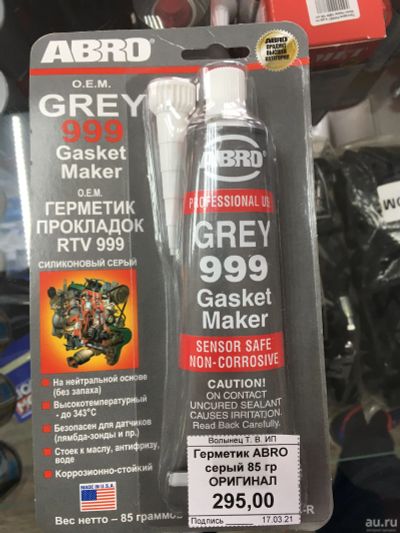 ABRO
O.E.M.
GREY
999
Gasket
Maker
O.E.M.
ГЕРМЕТИК
ПРОКЛАДОК
RTV 999
СИЛИКОНОВЫЙ СЕРЫЙ
На нейтральной основе
(без запаха)
Высокотемпературный
- до 343°C
Безопасен для датчиков
(лямбда-зонды и пр.)
Стоек к маслу, антифризу,
воде
Коррозионно-стойкий
MADE IN U.S.A.
Вес нетто – 85 граммов
ABRO
PROFESSIONAL US
GREY
999
Gasket
Maker
SENSOR SAFE
NON-CORROSIVE
CAUTION!
ON CONTACT
UNCURED SEALANT
CAUSES IRRITATION.
Read Back Carefully.
Волынец Т. В. ИП
Герметик ABRO
серый 85 гр
ОРИГИНАЛ
295,00
Подпись 17.03.21
-R
au.ru